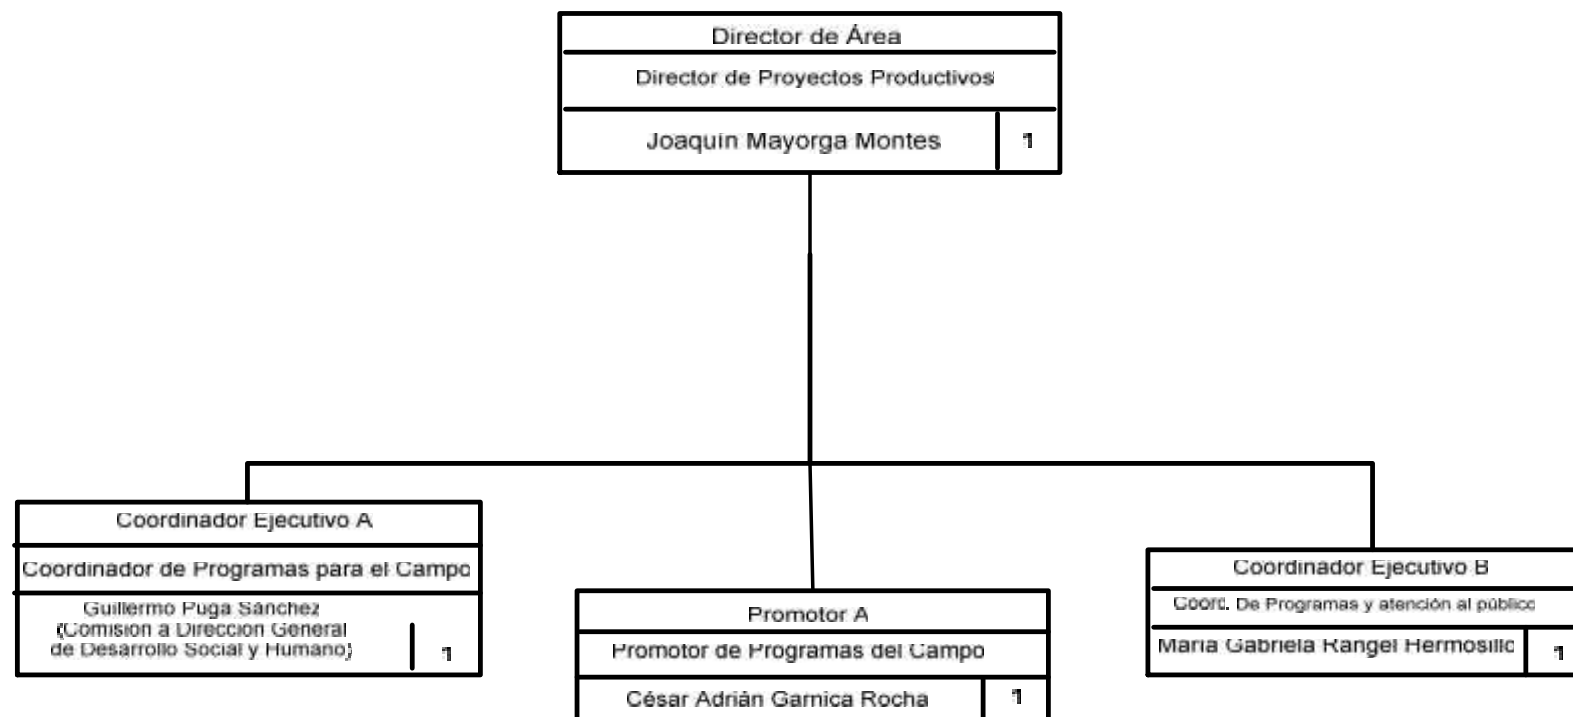 Director de Área
Director de Proyectos Productivos
Joaquín Mayorga Montes
1
Coordinador Ejecutivo A
Coordinador de Programas para el Campo
Guillermo Puga Sánchez
(Comisión a Dirección General
de Desarrollo Social y Humano)
1
Promotor A
Promotor de Programas del Campo
César Adrián Garnica Rocha
1
Coordinador Ejecutivo B
Coord. De Programas y atención al público
María Gabriela Rangel Hermosillo
1